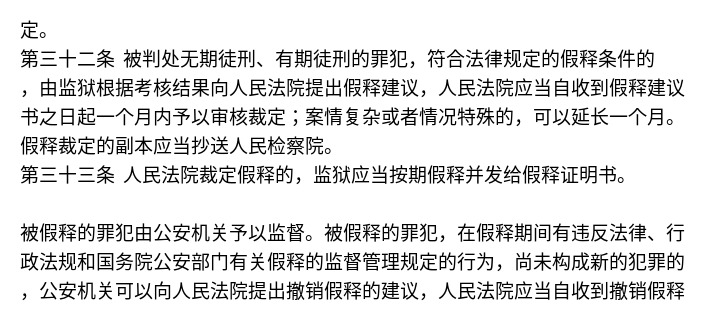 定。
第三十二条 被判处无期徒刑、有期徒刑的罪犯，符合法律规定的假释条件的
，由监狱根据考核结果向人民法院提出假释建议，人民法院应当自收到假释建议
书之日起一个月内予以审核裁定；案情复杂或者情况特殊的，可以延长一个月。
假释裁定的副本应当抄送人民检察院。
第三十三条 人民法院裁定假释的，监狱应当按期假释并发给假释证明书。
被假释的罪犯由公安机关予以监督。被假释的罪犯，在假释期间有违反法律、行
政法规和国务院公安部门有关假释的监督管理规定的行为，尚未构成新的犯罪的
，公安机关可以向人民法院提出撤销假释的建议，人民法院应当自收到撤销假释